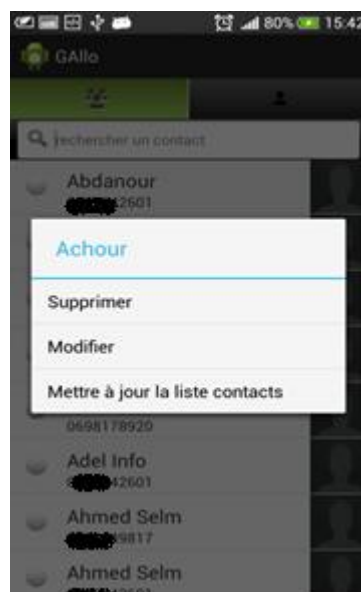 80% 15:42
GAllo
rechercher un contact
Abdanour
2601
Achour
Supprimer
Modifier
Mettre à jour la liste contacts
0698178920
Adel Info
42601
Ahmed Selm
9817
Ahmed Selm